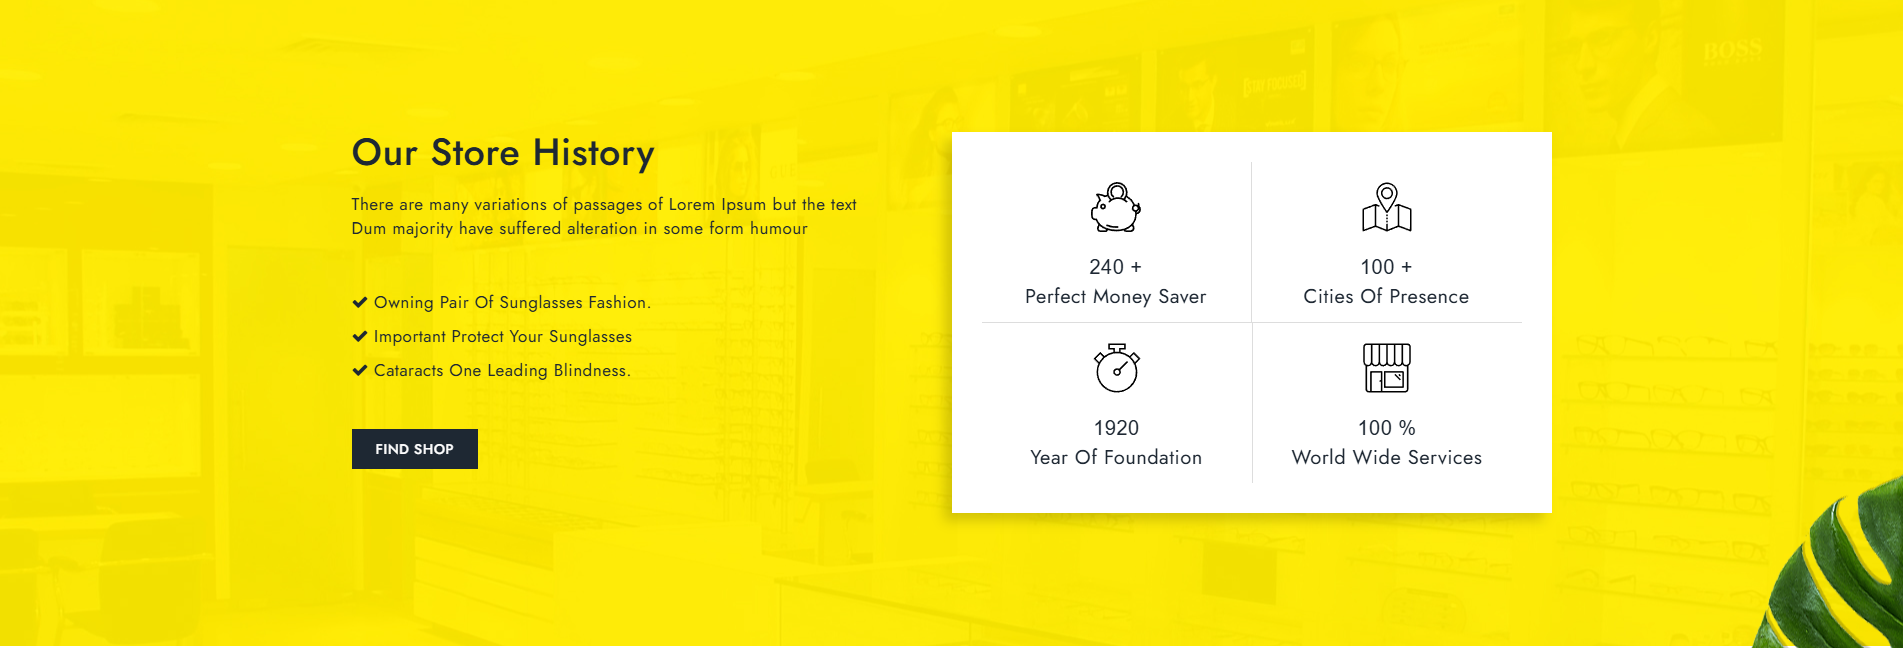 BOSS
[STAY FOCUSED]
Our Store History
There are many variations of passages of Lorem Ipsum but the text
Dum majority have suffered alteration in some form humour
Owning Pair Of Sunglasses Fashion.
Important Protect Your Sunglasses
Cataracts One Leading Blindness.
FIND SHOP
240 +
Perfect Money Saver
100 +
Cities Of Presence
1920
Year Of Foundation
100 %
World Wide Services